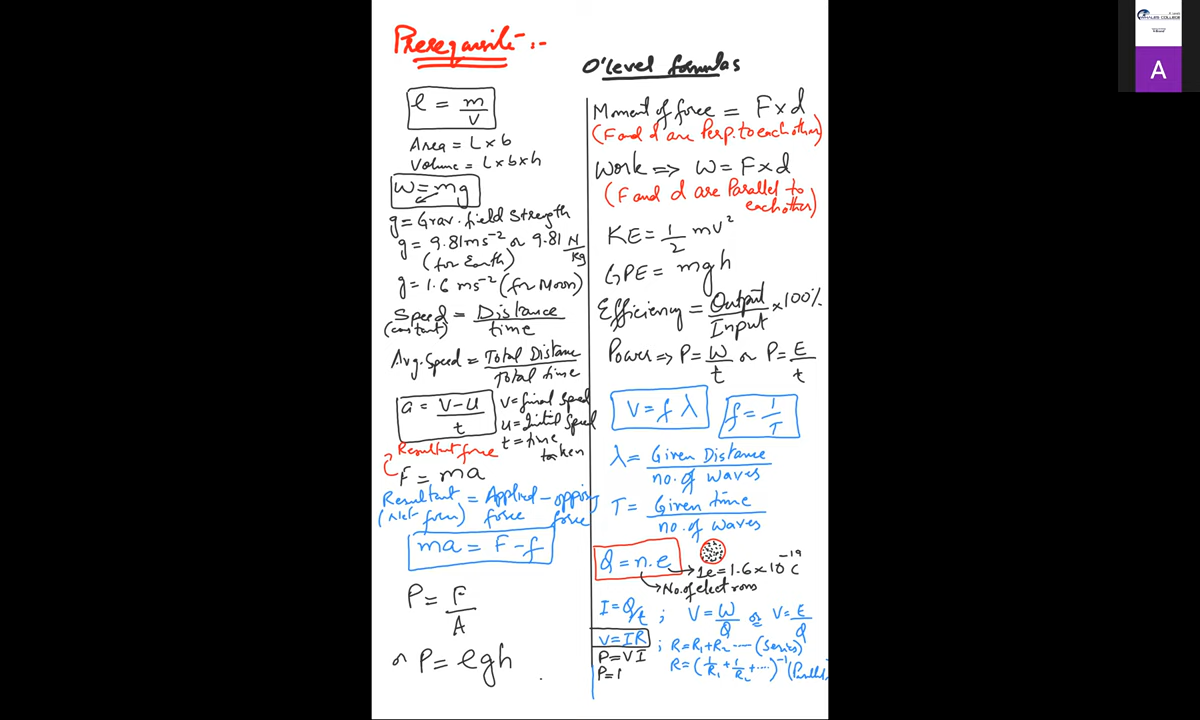 Prerequisite:-
O'level formulas
ρ = m/v
Area = L x b
Volume = L x b x h
W = mg
g = Grav. field Strength
g = 9.81 ms⁻² or 9.81 N/kg
(for Earth)
g = 1.6 ms⁻² (for Moon)
Speed = Distance/time
(constant)
Avg. Speed = Total Distance/Total time
a = V-u/t
V = final Speed
u = Initial Speed
t = time
taken
Resultant force
F = ma
Resultant = Applied - opposing
(Net force) force force
ma = F - f
P = F/A
or P = ρgh
Moment of force = F x d
(F and d are Perp. to each other)
Work => W = F x d
(F and d are Parallel to
each other)
KE = 1/2 mv²
GPE = mgh
Efficiency = Output/Input x 100%
Power => P = W/t or P = E/t
V = f λ
f = 1/T
λ = Given Distance/no. of waves
T = Given time/no. of waves
Q = n.e
1e = 1.6 x 10⁻¹⁹ C
No. of electrons
I = Q/t ; V = W/Q or V = E/Q
V = IR ; R = R₁ + R₂ ---- (Series)
P = VI
R = (1/R₁ + 1/R₂ + ....)⁻¹ (Parallel)
P = I
WHALES COLLEGE
A